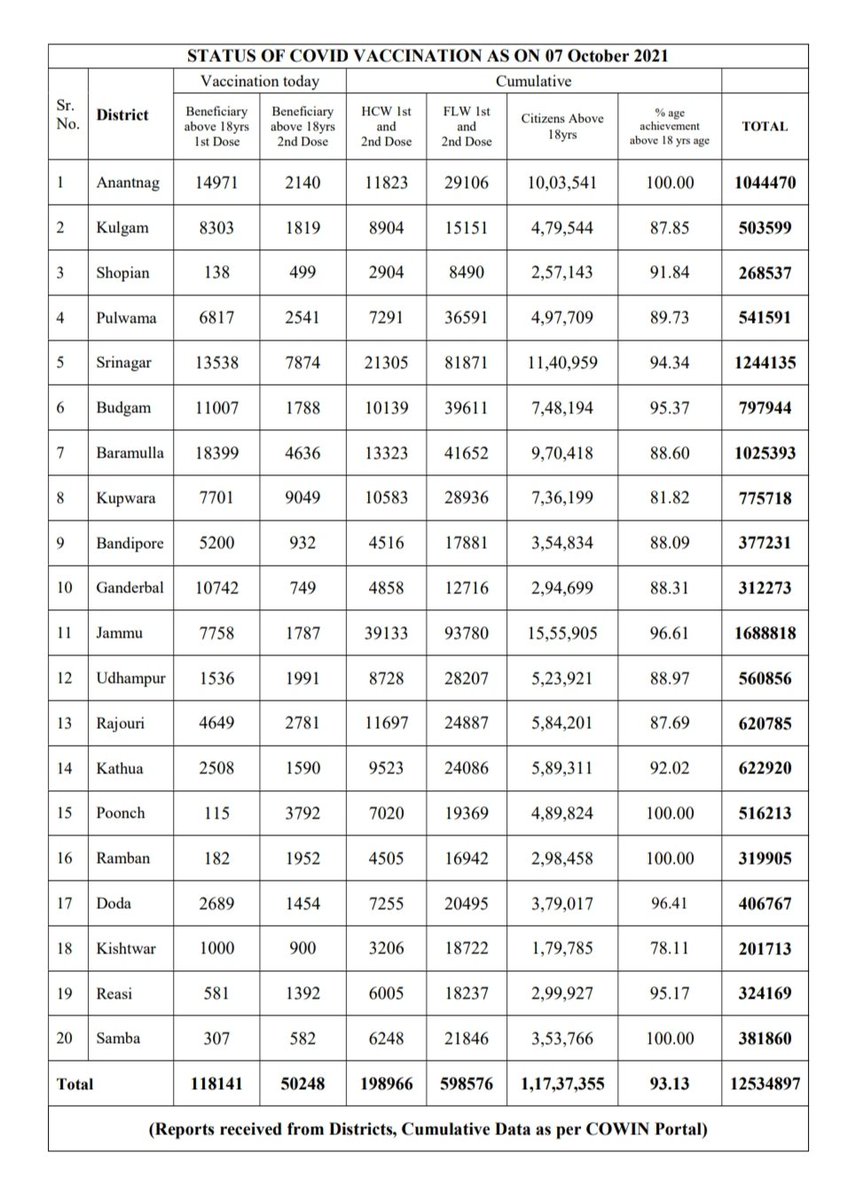 STATUS OF COVID VACCINATION AS ON 07 October 2021
Vaccination today Cumulative
Sr. No. District Beneficiary above 18yrs 1st Dose Beneficiary above 18yrs 2nd Dose HCW 1st and 2nd Dose FLW 1st and 2nd Dose Citizens Above 18yrs % age achievement above 18 yrs age TOTAL
1 Anantnag 14971 2140 11823 29106 10,03,541 100.00 1044470
2 Kulgam 8303 1819 8904 15151 4,79,544 87.85 503599
3 Shopian 138 499 2904 8490 2,57,143 91.84 268537
4 Pulwama 6817 2541 7291 36591 4,97,709 89.73 541591
5 Srinagar 13538 7874 21305 81871 11,40,959 94.34 1244135
6 Budgam 11007 1788 10139 39611 7,48,194 95.37 797944
7 Baramulla 18399 4636 13323 41652 9,70,418 88.60 1025393
8 Kupwara 7701 9049 10583 28936 7,36,199 81.82 775718
9 Bandipore 5200 932 4516 17881 3,54,834 88.09 377231
10 Ganderbal 10742 749 4858 12716 2,94,699 88.31 312273
11 Jammu 7758 1787 39133 93780 15,55,905 96.61 1688818
12 Udhampur 1536 1991 8728 28207 5,23,921 88.97 560856
13 Rajouri 4649 2781 11697 24887 5,84,201 87.69 620785
14 Kathua 2508 1590 9523 24086 5,89,311 92.02 622920
15 Poonch 115 3792 7020 19369 4,89,824 100.00 516213
16 Ramban 182 1952 4505 16942 2,98,458 100.00 319905
17 Doda 2689 1454 7255 20495 3,79,017 96.41 406767
18 Kishtwar 1000 900 3206 18722 1,79,785 78.11 201713
19 Reasi 581 1392 6005 18237 2,99,927 95.17 324169
20 Samba 307 582 6248 21846 3,53,766 100.00 381860
Total 118141 50248 198966 598576 1,17,37,355 93.13 12534897
(Reports received from Districts, Cumulative Data as per COWIN Portal)